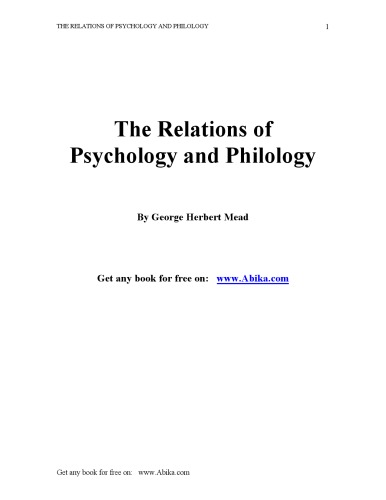 THE RELATIONS OF PSYCHOLOGY AND PHILOLOGY 1
The Relations of
Psychology and Philology
By George Herbert Mead
Get any book for free on: www.Abika.com
Get any book for free on: www.Abika.com